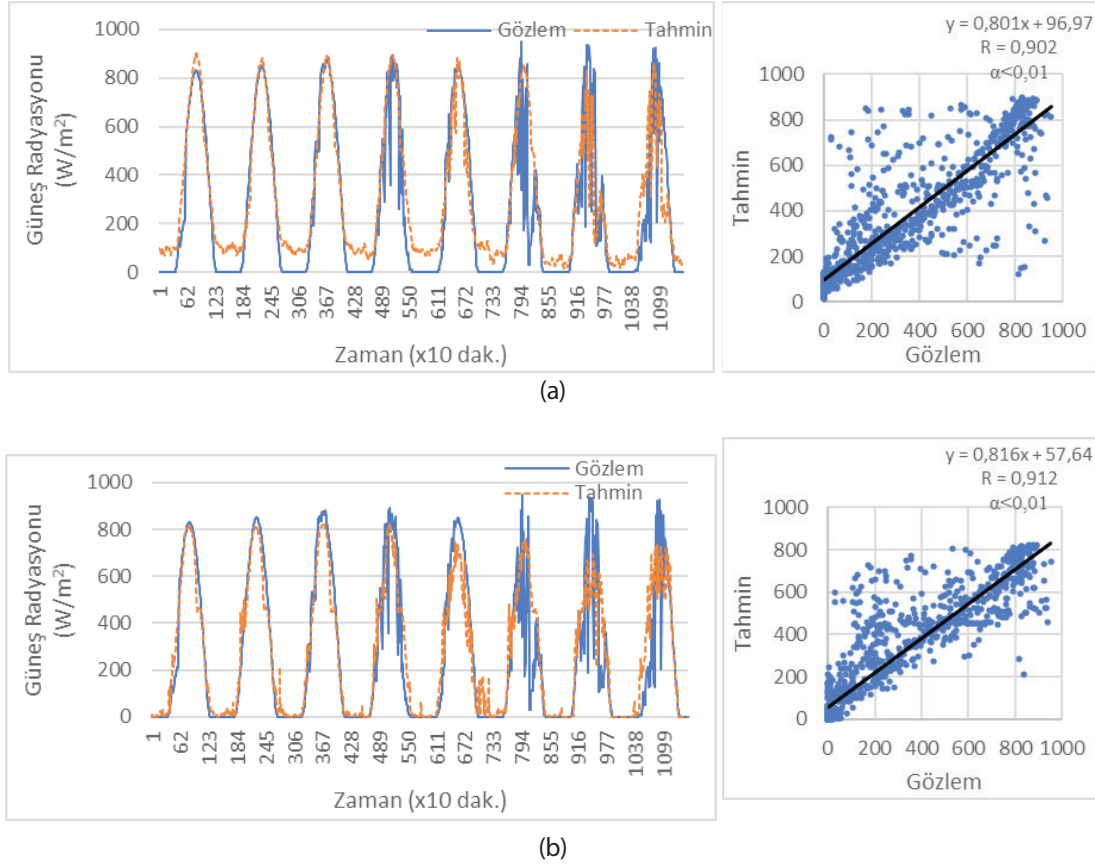 Gözlem
Tahmin
Güneş Radyasyonu
(W/m²)
1000
800
600
400
200
0
1
62
123
184
245
306
367
428
489
550
611
672
733
794
855
916
977
1038
1099
Zaman (x10 dak.)
y = 0,801x + 96,97
R = 0,902
α<0,01
Tahmin
1000
800
600
400
200
0
0 200 400 600 800 1000
Gözlem
(a)
Gözlem
Tahmin
Güneş Radyasyonu
(W/m²)
1000
800
600
400
200
0
1
62
123
184
245
306
367
428
489
550
611
672
733
794
855
916
977
1038
1099
Zaman (x10 dak.)
y = 0,816x + 57,64
R = 0,912
α<0,01
Tahmin
1000
800
600
400
200
0
0 200 400 600 800 1000
Gözlem
(b)